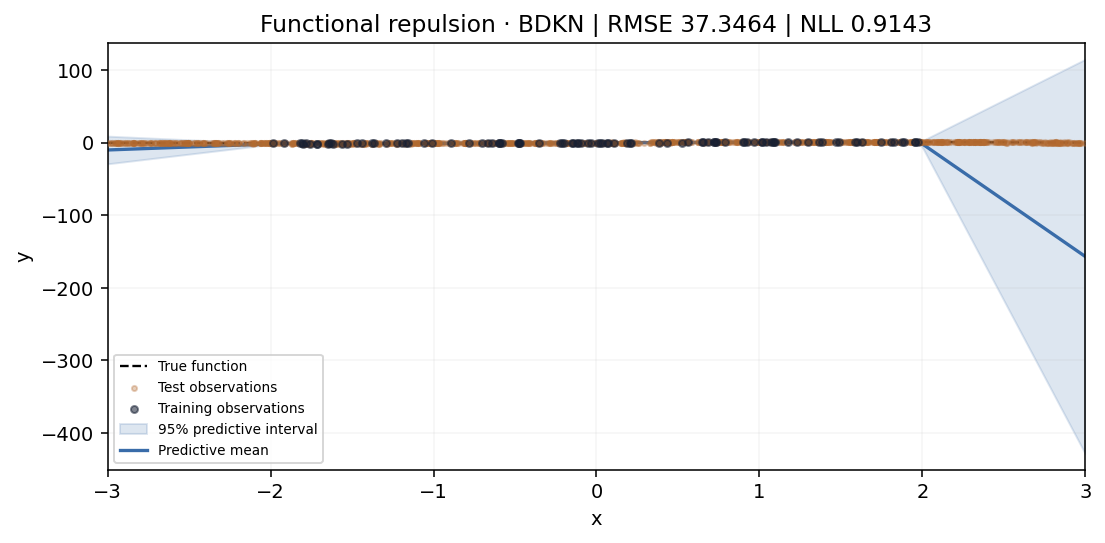 Functional repulsion · BDKN | RMSE 37.3464 | NLL 0.9143
y
100
0
−100
−200
−300
−400
True function
Test observations
Training observations
95% predictive interval
Predictive mean
−3
−2
−1
0
1
2
3
x